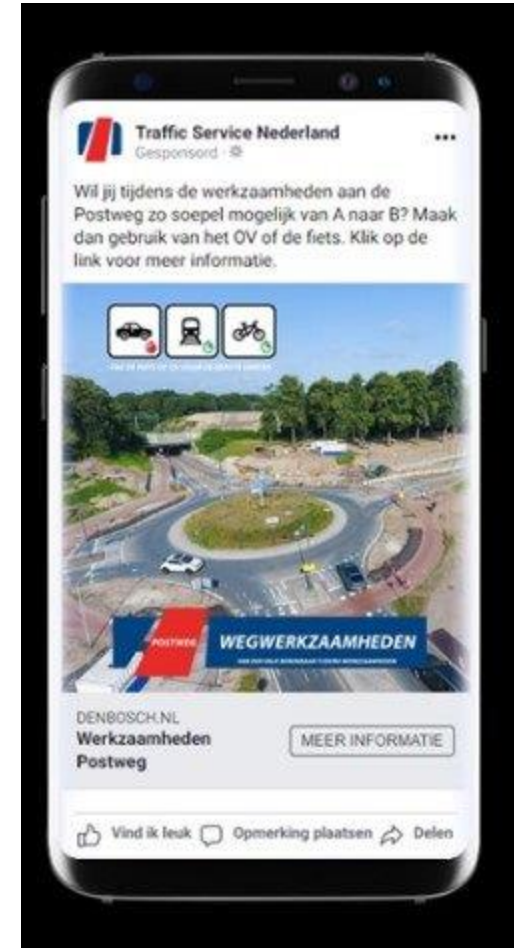 Traffic Service Nederland
Gesponsord
Wil jij tijdens de werkzaamheden aan de
Postweg zo soepel mogelijk van A naar B? Maak
dan gebruik van het OV of de fiets. Klik op de
link voor meer informatie.
POSTWEG
WEGWERKZAAMHEDEN
DENBOSCH.NL
Werkzaamheden
Postweg
MEER INFORMATIE
Vind ik leuk
Opmerking plaatsen
Delen